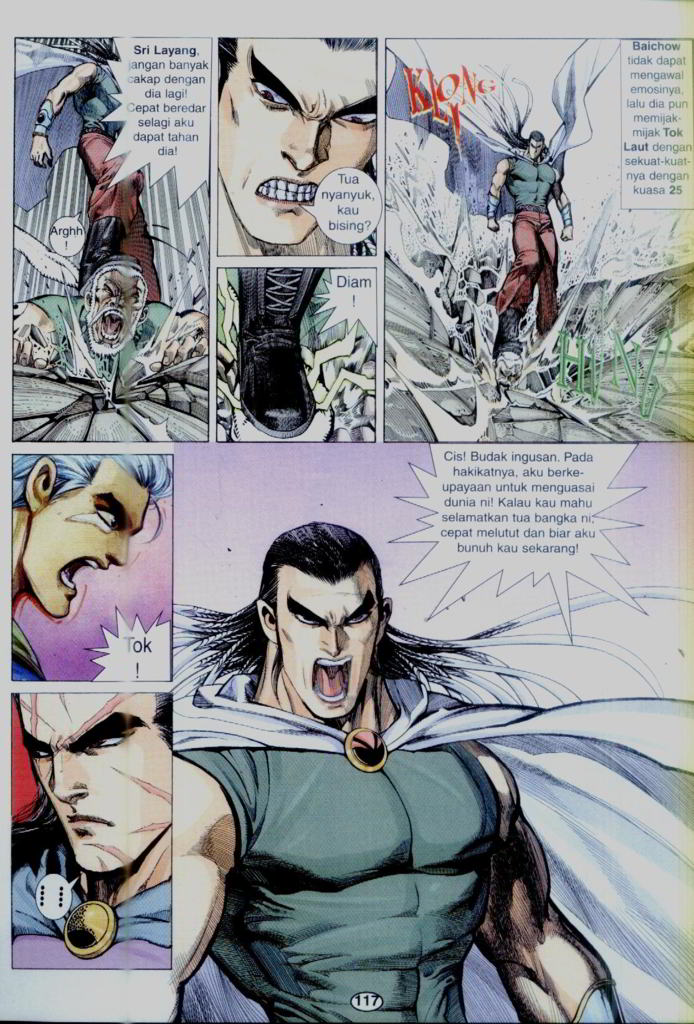 Sri Layang,
jangan banyak
cakap dengan
dia lagi!
Cepat beredar
selagi aku
dapat tahan
dia!
Arghh
!
Tua
nyanyuk,
kau
bising?
Diam
!
KLONG
Baichow
tidak dapat
mengawal
emosinya,
lalu dia pun
memijak-
mijak Tok
Laut dengan
sekuat-kuat-
nya dengan
kuasa 25
Tok
!
Cis! Budak ingusan. Pada
hakikatnya, aku berke-
upayaan untuk menguasai
dunia ni! Kalau kau mahu
selamatkan tua bangka ni,
cepat melutut dan biar aku
bunuh kau sekarang!
117